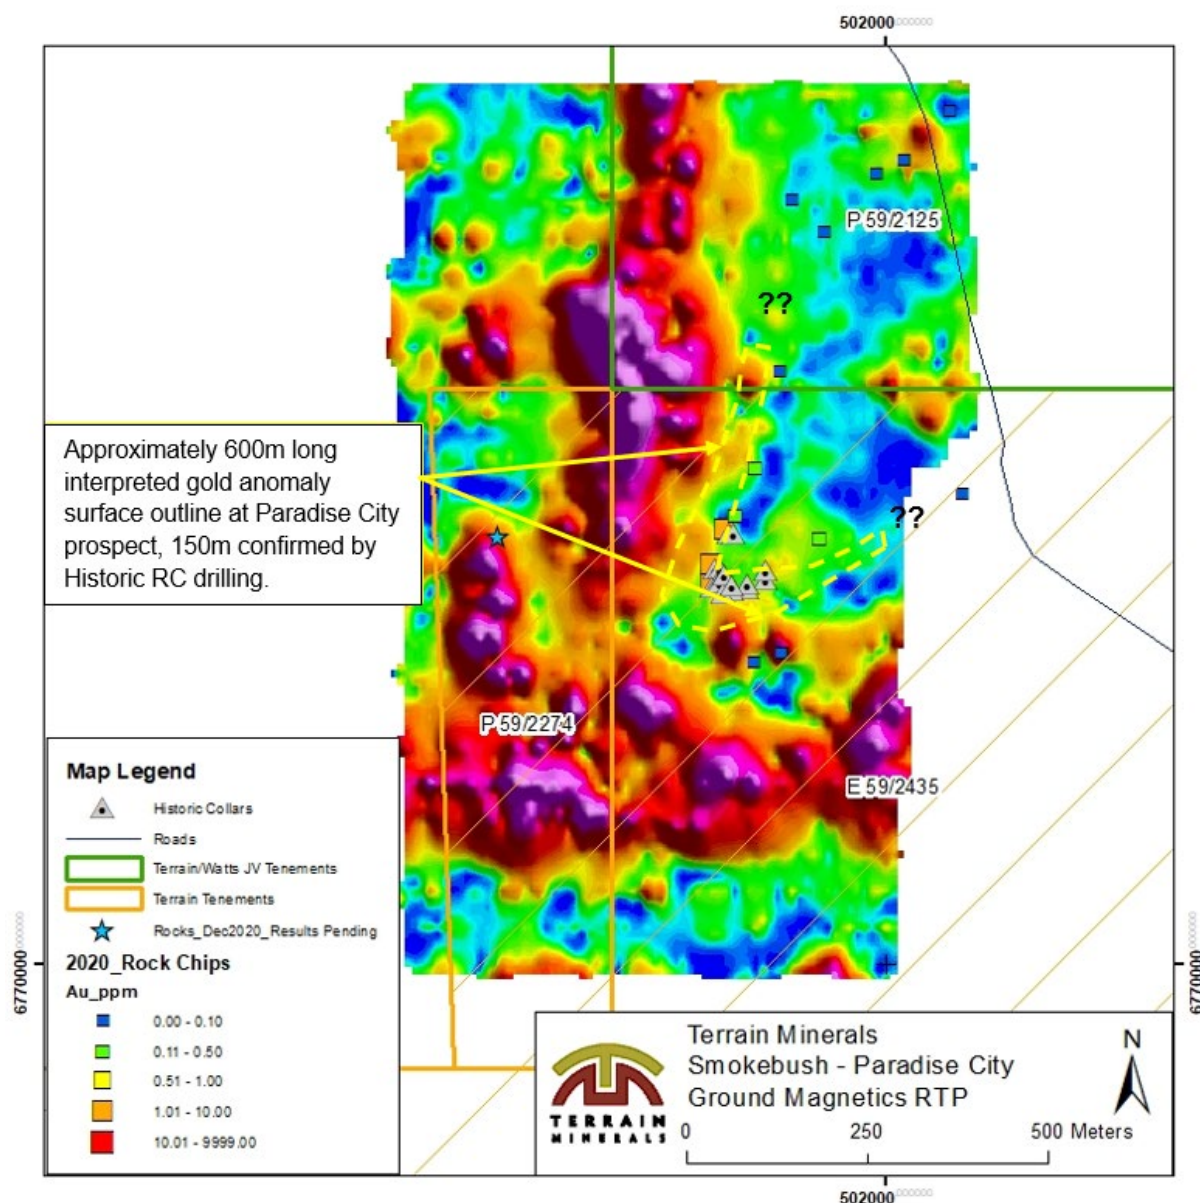 502000
P 59/2125
??
Approximately 600m long
interpreted gold anomaly
surface outline at Paradise City
prospect, 150m confirmed by
Historic RC drilling.
??
P 59/2274
E 59/2435
Map Legend
Historic Collars
Roads
Terrain/Watts JV Tenements
Terrain Tenements
Rocks_Dec2020_Results Pending
2020_Rock Chips
Au_ppm
0.00 - 0.10
0.11 - 0.50
0.51 - 1.00
1.01 - 10.00
10.01 - 9999.00
6770000
6770000
TERRAIN
MINERALS
Terrain Minerals
Smokebush - Paradise City
Ground Magnetics RTP
N
0 250 500 Meters
502000